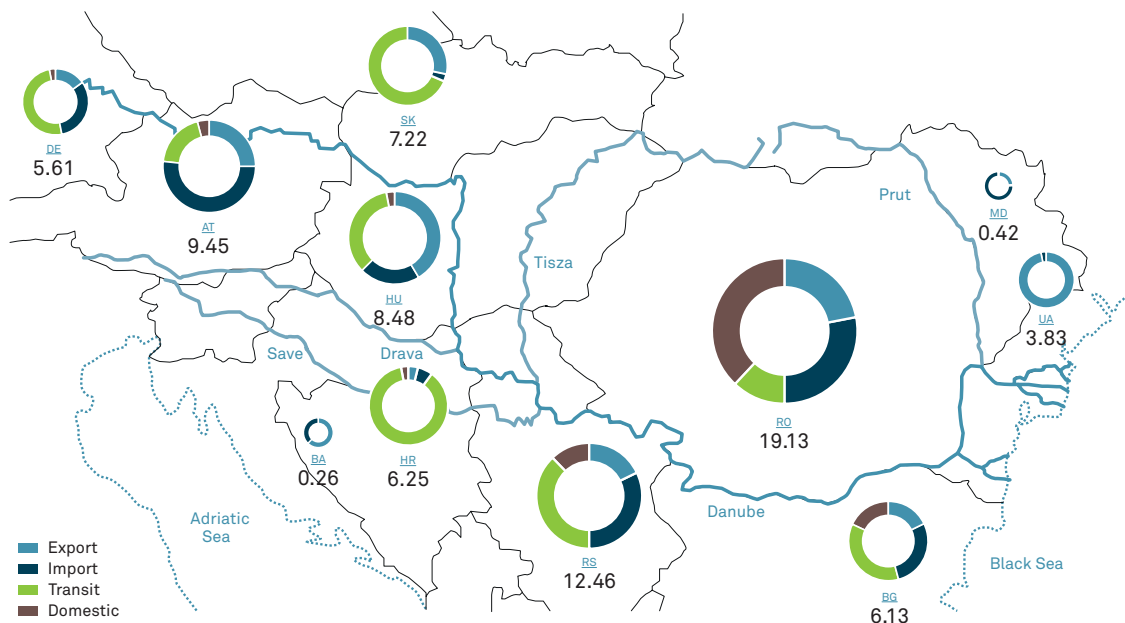 SK
7.22
DE
5.61
AT
9.45
Prut
MD
0.42
Tisza
HU
8.48
UA
3.83
Save
Drava
RO
19.13
BA
0.26
HR
6.25
Adriatic
Sea
Danube
RS
12.46
Black Sea
BG
6.13
Export
Import
Transit
Domestic